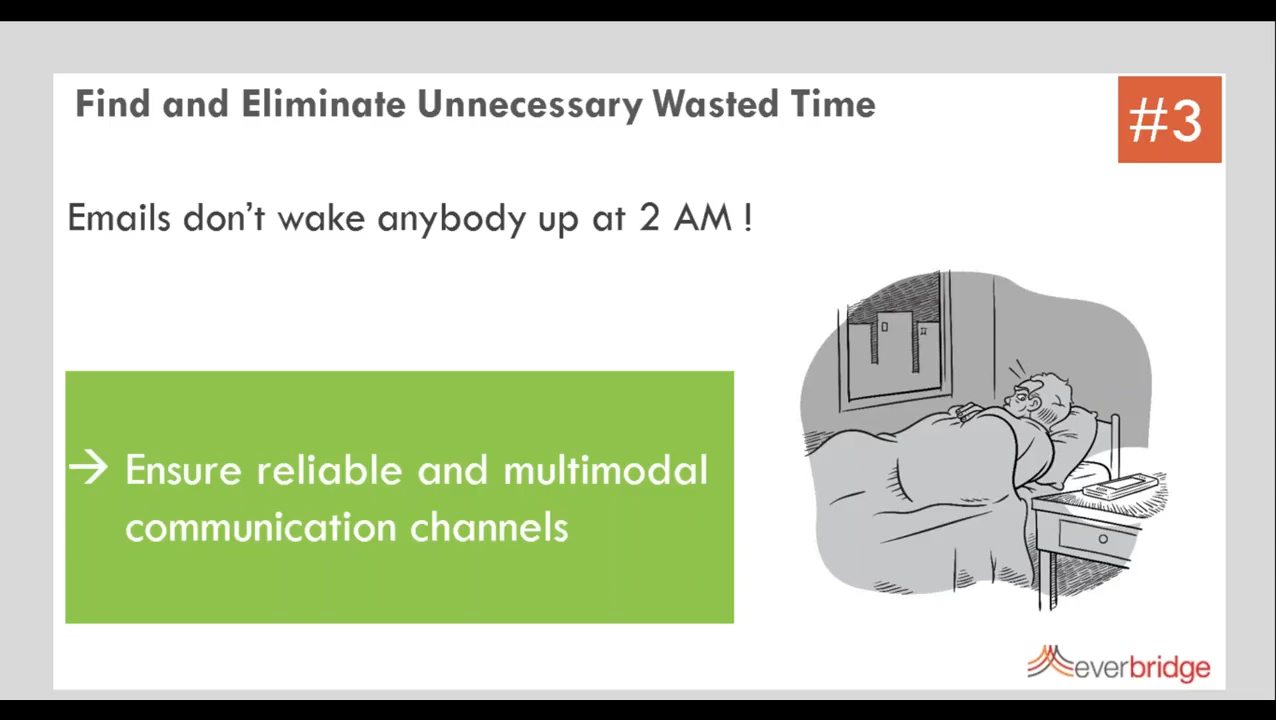 Find and Eliminate Unnecessary Wasted Time
#3
Emails don't wake anybody up at 2 AM !
→ Ensure reliable and multimodal
communication channels
everbridge